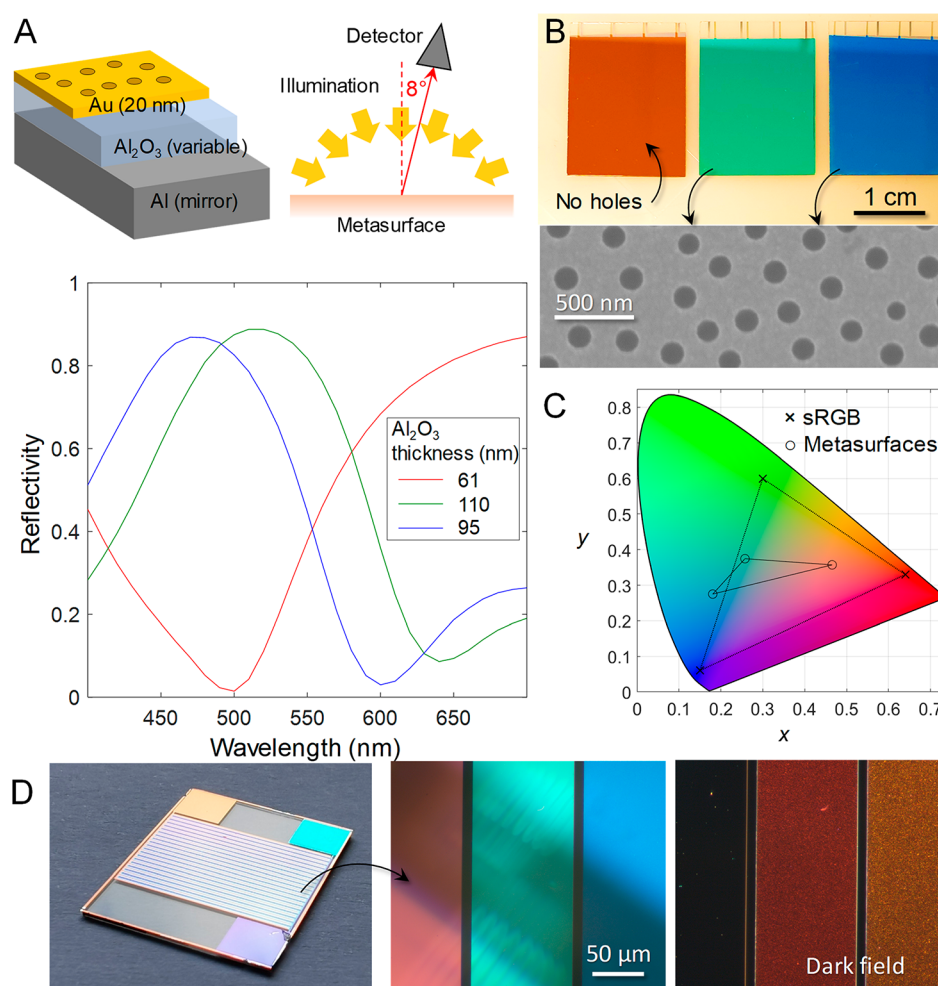 A
Au (20 nm)
Al₂O₃ (variable)
Al (mirror)
Detector
Illumination
8°
Metasurface
B
No holes
1 cm
500 nm
1
0.8
0.6
0.4
0.2
0
Reflectivity
450 500 550 600 650
Wavelength (nm)
Al₂O₃
thickness (nm)
61
110
95
C
× sRGB
○ Metasurfaces
0.8
0.7
0.6
0.5
0.4
0.3
0.2
0.1
0
y
0 0.1 0.2 0.3 0.4 0.5 0.6 0.7
x
D
50 μm
Dark field